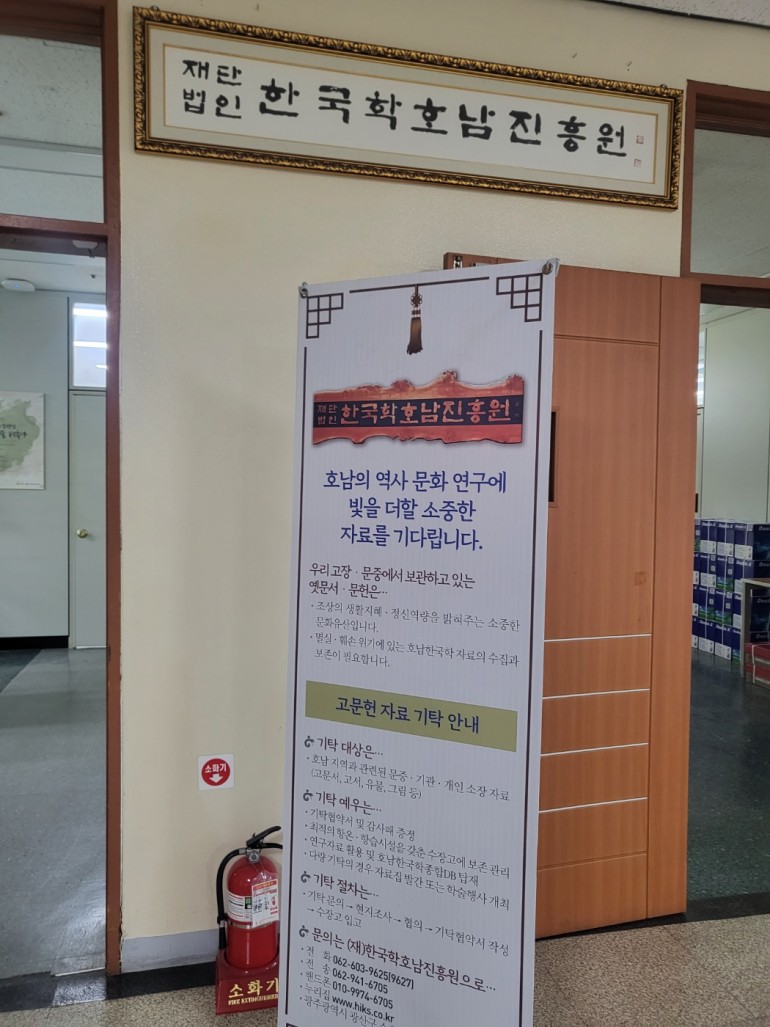 재단
법인 한국학호남진흥원
재단
법인 한국학호남진흥원
호남의 역사 문화 연구에
빛을 더할 소중한
자료를 기다립니다.
우리 고장 · 문중에서 보관하고 있는
옛문서 · 문헌은…
· 조상의 생활지혜 · 정신역량을 밝혀주는 소중한
문화유산입니다.
· 멸실 · 훼손 위기에 있는 호남한국학 자료의 수집과
보존이 필요합니다.
고문헌 자료 기탁 안내
기탁 대상은…
· 호남 지역과 관련된 문중 · 기관 · 개인 소장 자료
(고문서, 고서, 유물, 그림 등)
기탁 예우는…
· 기탁협약서 및 감사패 증정
· 최적의 항온 · 항습시설을 갖춘 수장고에 보존 관리
· 연구자료 활용 및 호남한국학종합DB 탑재
· 다량 기탁의 경우 자료집 발간 또는 학술행사 개최
기탁 절차는…
· 기탁 문의 → 현지조사 → 협의 → 기탁협약서 작성
→ 수장고 입고
문의는 (재)한국학호남진흥원으로…
· 전 화 062-603-9625(9627)
· 전 송 062-941-6705
· 핸드폰 010-9974-6705
· 누리집 www.hiks.co.kr
· 광주광역시 광산구
소화기
소화기
FIRE EXTINGUISHER